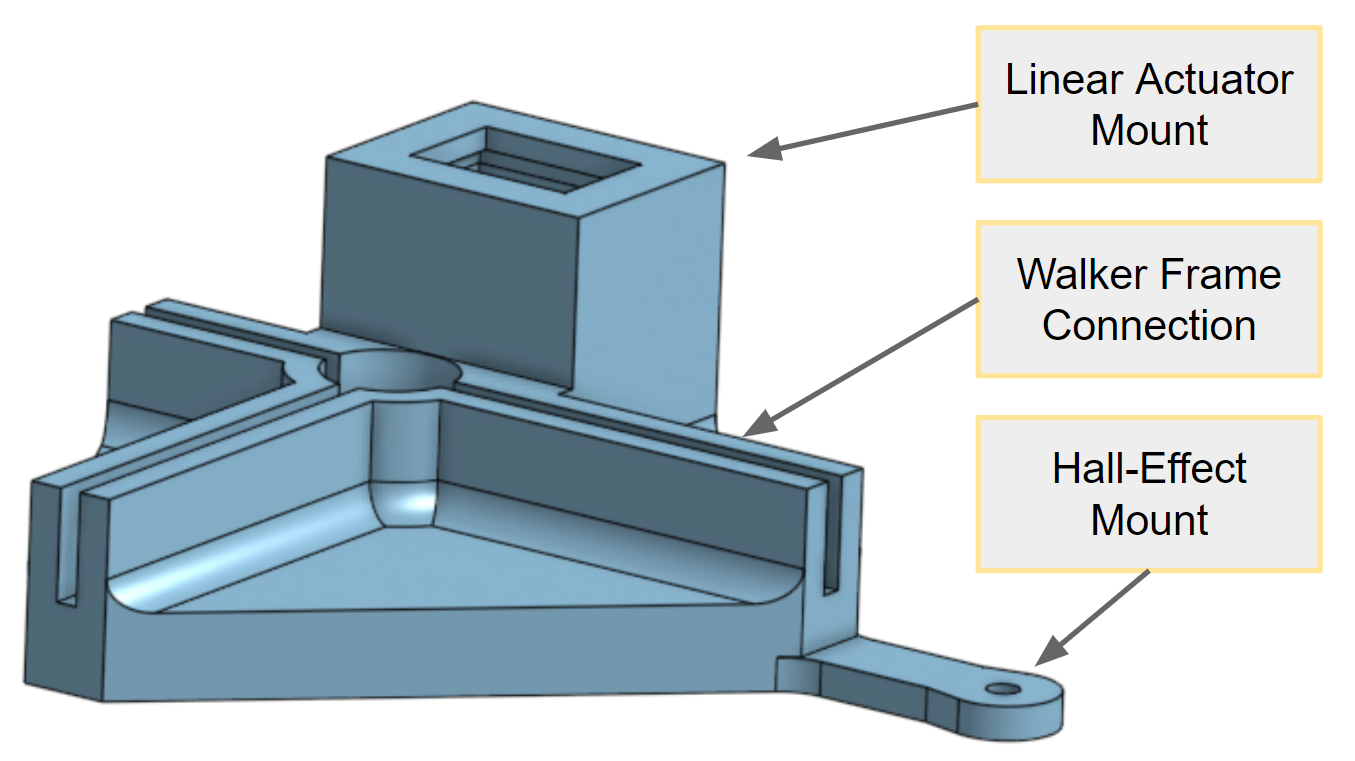 Linear Actuator
Mount
Walker Frame
Connection
Hall-Effect
Mount